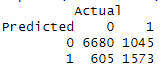 Actual
Predicted 0 1
0 6680 1045
1 605 1573